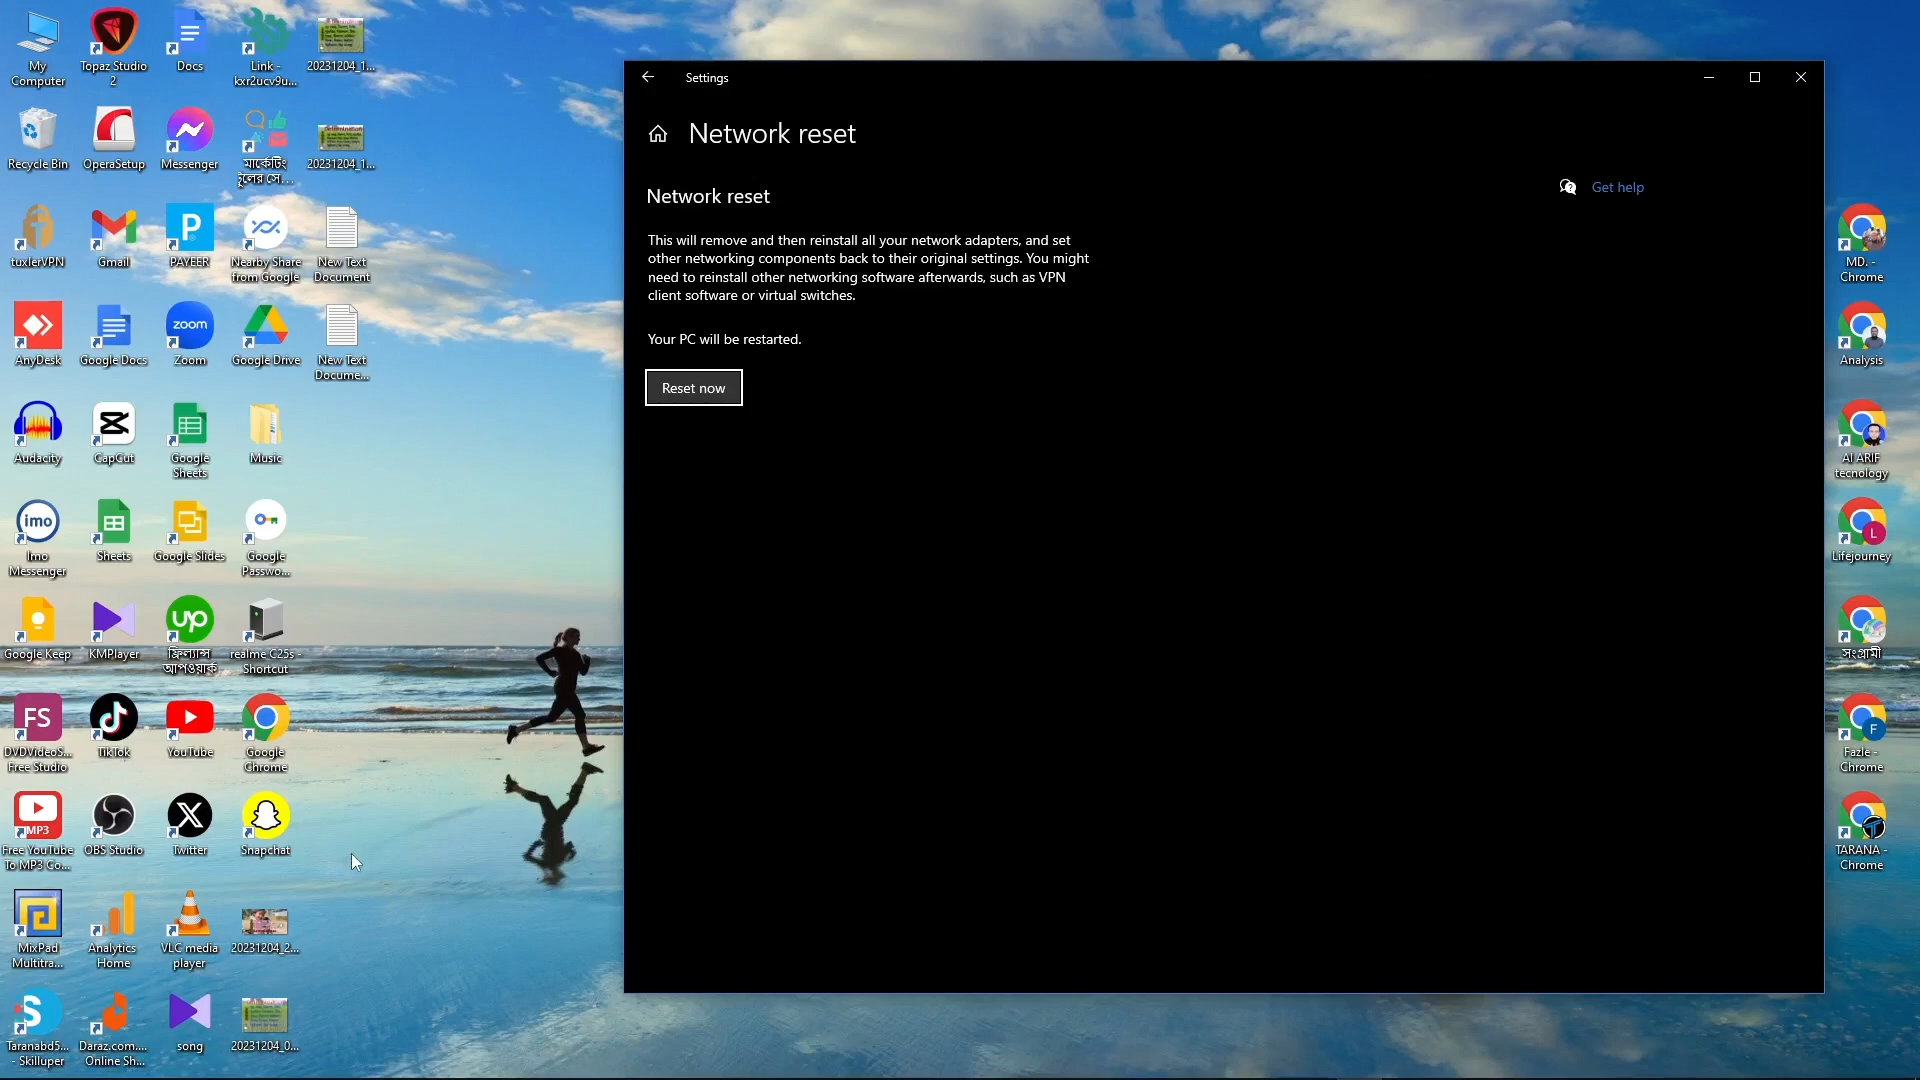 My
Computer
Topaz Studio
2
Docs
Link -
kxr2ucv9u...
20231204_1...
Recycle Bin
OperaSetup
Messenger
মার্কেটিং
টুলের সে...
20231204_1...
tuxlerVPN
Gmail
PAYEER
Nearby Share
from Google
New Text
Document
AnyDesk
Google Docs
zoom
Zoom
Google Drive
New Text
Docume...
Audacity
CapCut
Google
Sheets
Music
imo
Imo
Messenger
Sheets
Google Slides
Google
Passwo...
Google Keep
KMPlayer
up
ফ্রিল্যান্স
আপওয়ার্ক
realme C25s -
Shortcut
FS
DVDVideoS...
Free Studio
TikTok
YouTube
Google
Chrome
MP3
Free YouTube
To MP3 Co...
OBS Studio
Twitter
Snapchat
MixPad
Multitra...
Analytics
Home
VLC media
player
20231204_2...
Taranabd5...
- Skilluper
Daraz.com....
Online Sh...
song
20231204_0...
Settings
Network reset
Network reset
Get help
This will remove and then reinstall all your network adapters, and set
other networking components back to their original settings. You might
need to reinstall other networking software afterwards, such as VPN
client software or virtual switches.
Your PC will be restarted.
Reset now
MD. -
Chrome
Analysis
Al ARIF
tecnology
L
Lifejourney
সংগ্রামী
F
Fazle -
Chrome
TARANA -
Chrome